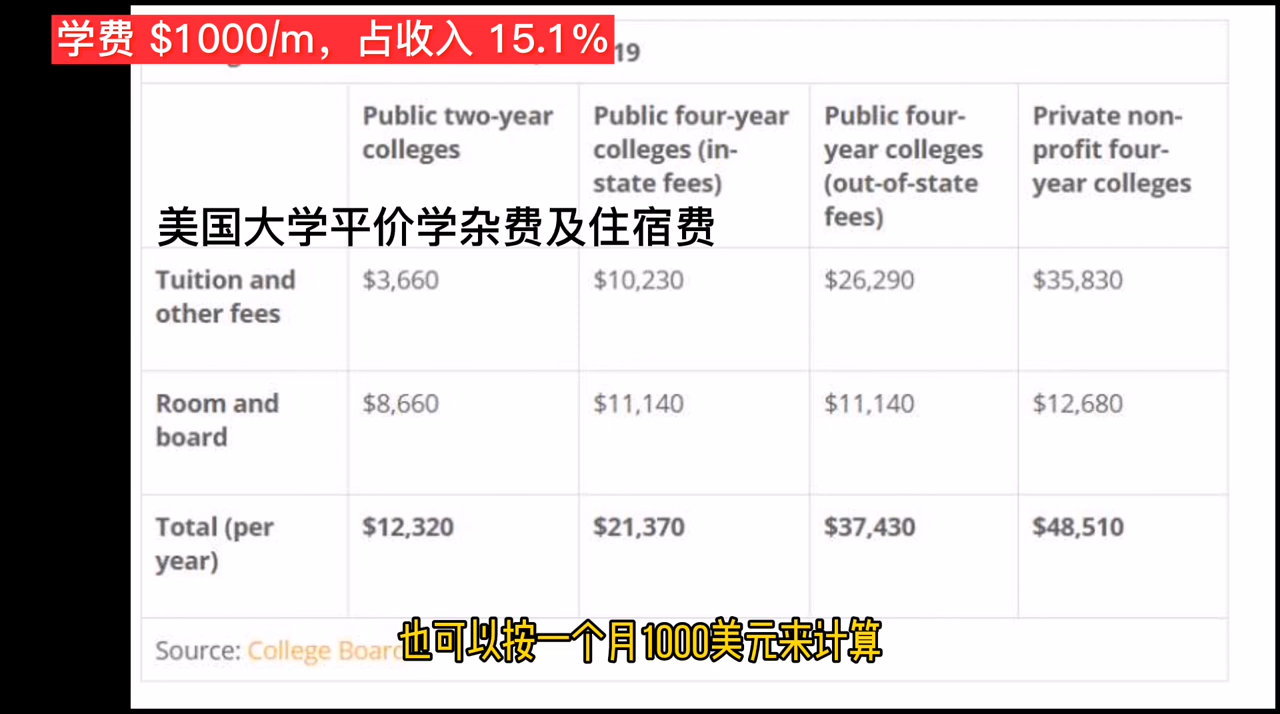 学费 $1000/m，占收入 15.1%
19
Public two-year
colleges
Public four-year
colleges (in-
state fees)
Public four-
year colleges
(out-of-state
fees)
Private non-
profit four-
year colleges
美国大学平价学杂费及住宿费
Tuition and
other fees
$3,660
$10,230
$26,290
$35,830
Room and
board
$8,660
$11,140
$11,140
$12,680
Total (per
year)
$12,320
$21,370
$37,430
$48,510
Source: College Board
也可以按一个月1000美元来计算